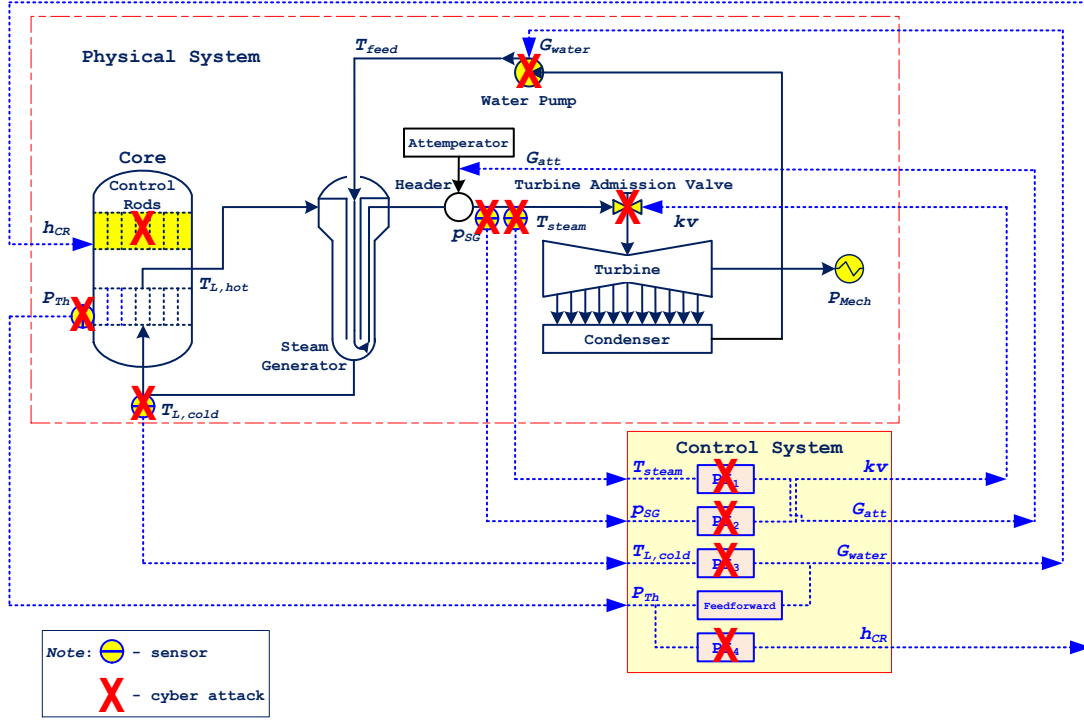 T_feed
G_water
Physical System
Water Pump
Attemperator
G_att
Core
Header
Turbine Admission Valve
Control
Rods
h_CR
p_SG
T_steam
kv
T_L,hot
Turbine
P_Th
P_Mech
Steam
Generator
Condenser
T_L,cold
Control System
T_steam
kv
p_SG
G_att
T_L,cold
G_water
P_Th
Feedforward
h_CR
Note: - sensor
- cyber attack